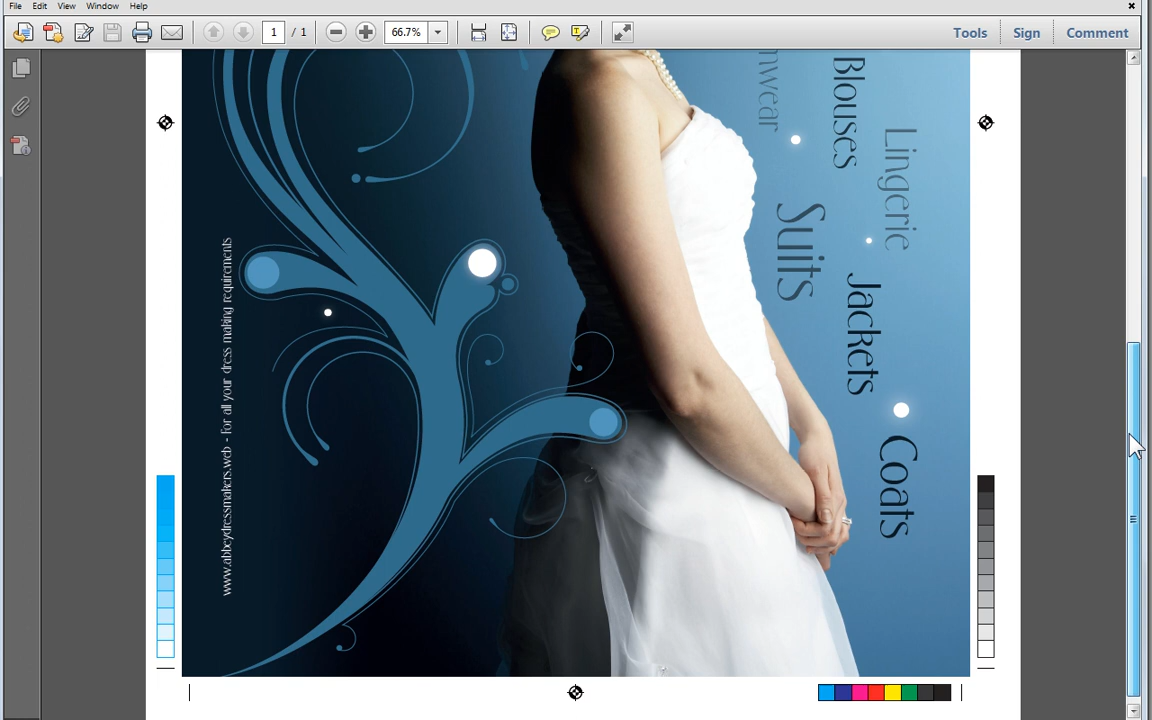 File Edit View Window
1 / 1 66.7% Tools Sign Comment
Blouses
Lingerie
Suits
Jackets
Coats
www.abbeydressmakers.web - for all your dress making requirements